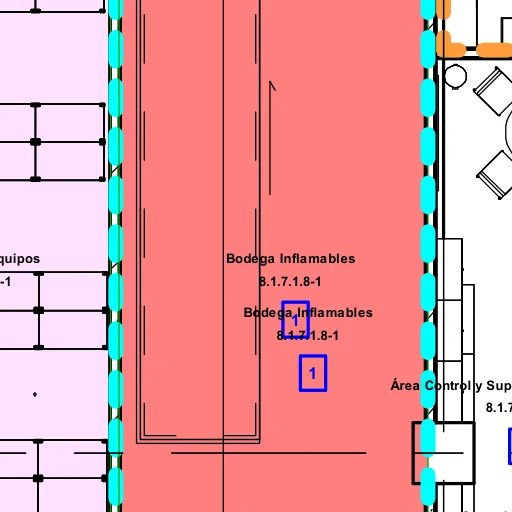 Bodega Inflamables
quipos
8.1.7.1.8-1
-1
Bodega Inflamables
1
8.1.7.1.8-1
1
Área Control y Sup
8.1.7